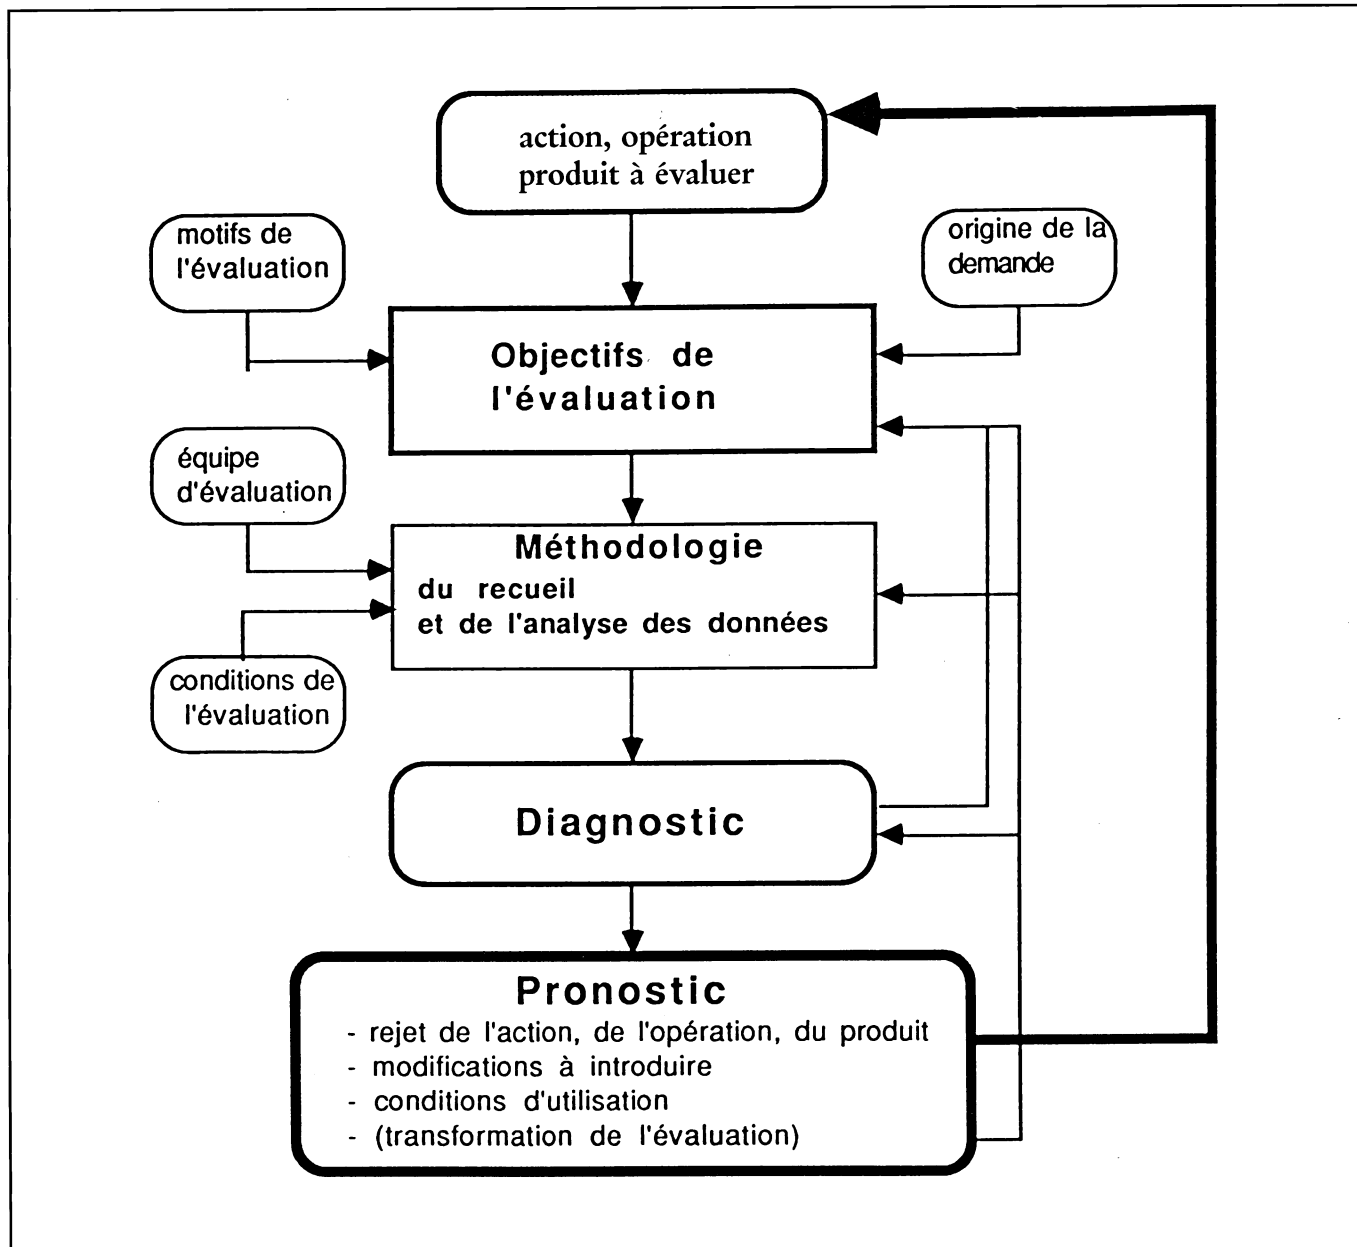 action, opération
produit à évaluer
motifs de
l'évaluation
origine de la
demande
Objectifs de
l'évaluation
équipe
d'évaluation
Méthodologie
du recueil
et de l'analyse des données
conditions de
l'évaluation
Diagnostic
Pronostic
- rejet de l'action, de l'opération, du produit
- modifications à introduire
- conditions d'utilisation
- (transformation de l'évaluation)